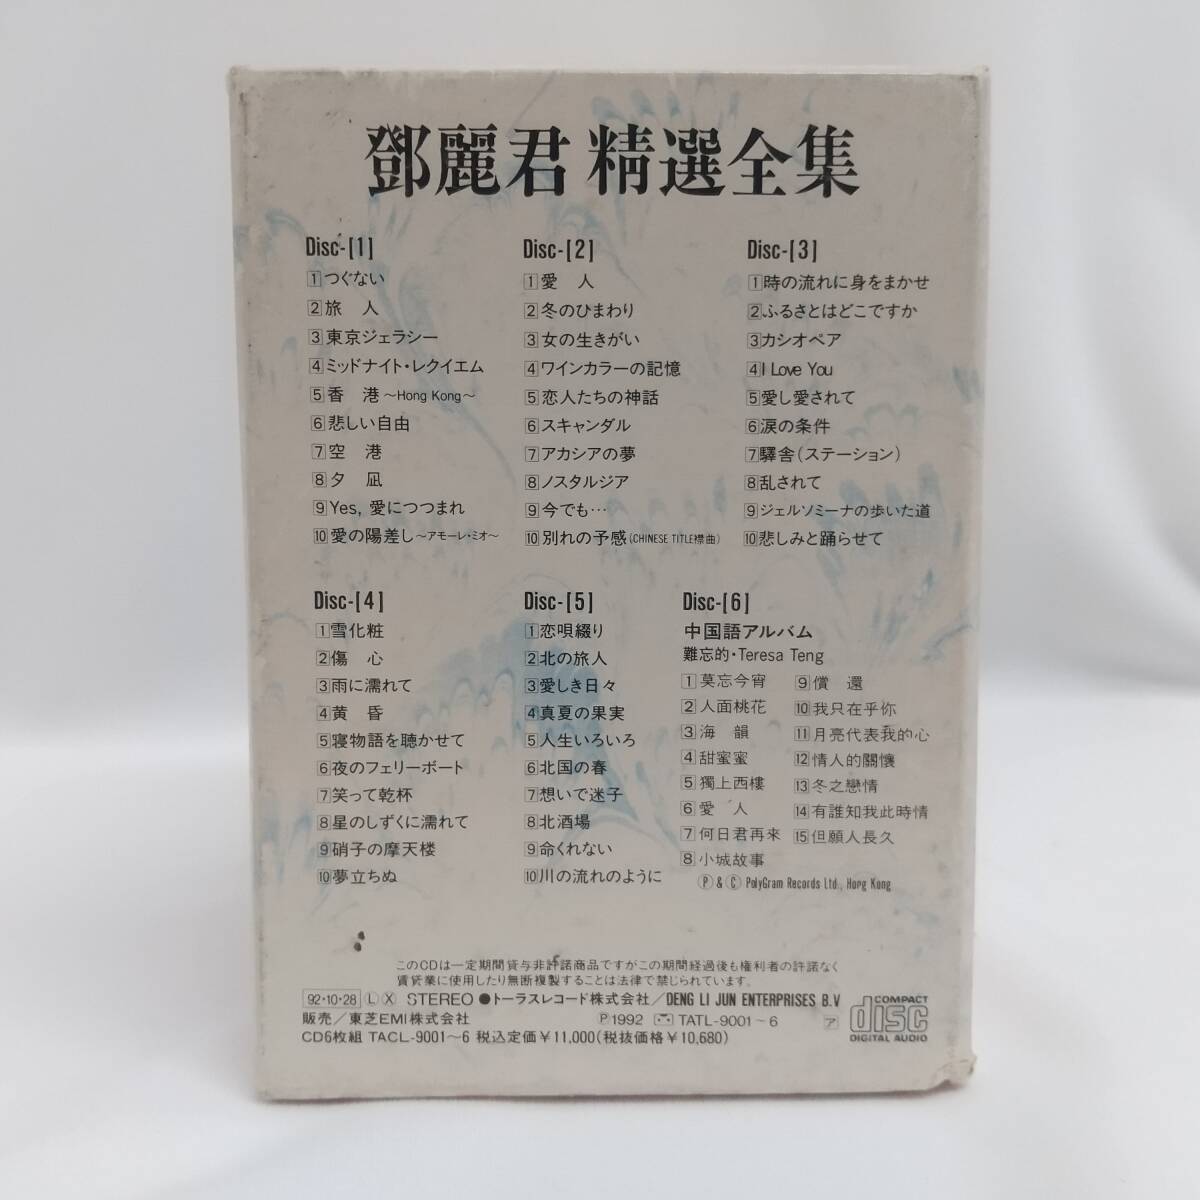 鄧麗君 精選全集
Disc-[1]
1 つぐない
2 旅 人
3 東京ジェラシー
4 ミッドナイト・レクイエム
5 香 港 〜Hong Kong〜
6 悲しい自由
7 空 港
8 夕 凪
9 Yes, 愛につつまれ
10 愛の陽差し〜アモーレ・ミオ〜
Disc-[2]
1 愛 人
2 冬のひまわり
3 女の生きがい
4 ワインカラーの記憶
5 恋人たちの神話
6 スキャンダル
7 アカシアの夢
8 ノスタルジア
9 今でも…
10 別れの予感(CHINESE TITLE襟曲)
Disc-[3]
1 時の流れに身をまかせ
2 ふるさとはどこですか
3 カシオペア
4 I Love You
5 愛し愛されて
6 涙の条件
7 驛舎(ステーション)
8 乱されて
9 ジェルソミーナの歩いた道
10 悲しみと踊らせて
Disc-[4]
1 雪化粧
2 傷 心
3 雨に濡れて
4 黄 昏
5 寝物語を聴かせて
6 夜のフェリーボート
7 笑って乾杯
8 星のしずくに濡れて
9 硝子の摩天楼
10 夢立ちぬ
Disc-[5]
1 恋唄綴り
2 北の旅人
3 愛しき日々
4 真夏の果実
5 人生いろいろ
6 北国の春
7 想いで迷子
8 北酒場
9 命くれない
10 川の流れのように
Disc-[6]
中国語アルバム
難忘的・Teresa Teng
1 莫忘今宵
2 人面桃花
3 海 韻
4 甜蜜蜜
5 獨上西樓
6 愛 人
7 何日君再來
8 小城故事
9 償 還
10 我只在乎你
11 月亮代表我的心
12 情人的關懷
13 冬之戀情
14 有誰知我此時情
15 但願人長久
Ⓟ & Ⓒ PolyGram Records Ltd., Hong Kong
このCDは一定期間貸与非許諾商品ですがこの期間経過後も権利者の許諾なく
賃貸業に使用したり無断複製することは法律で禁じられています。
92・10・28 Ⓛ Ⓧ STEREO ●トーラスレコード株式会社/DENG LI JUN ENTERPRISES B.V
販売/東芝EMI株式会社 Ⓟ1992 TATL-9001〜6 ア
CD6枚組 TACL-9001〜6 税込定価¥11,000(税抜価格¥10,680)
COMPACT
disc
DIGITAL AUDIO